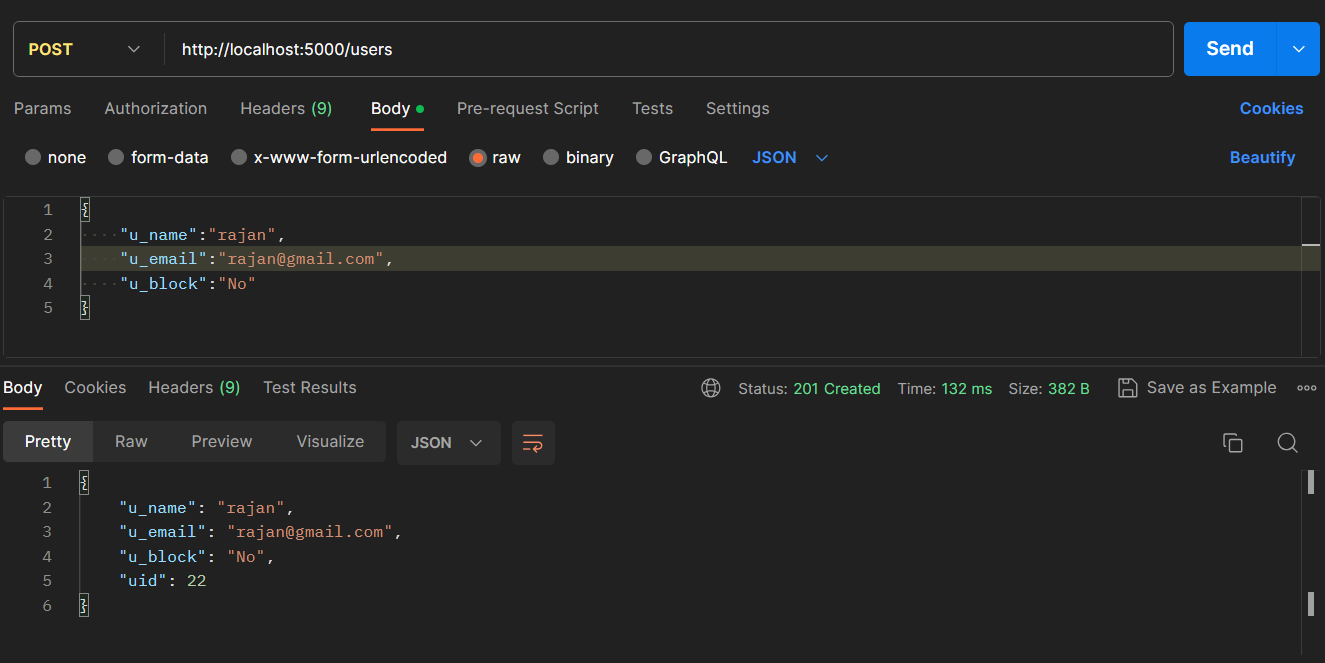 POST http://localhost:5000/users Send
Params Authorization Headers (9) Body Pre-request Script Tests Settings Cookies
none form-data x-www-form-urlencoded raw binary GraphQL JSON Beautify
1 {
2 "u_name":"rajan",
3 "u_email":"rajan@gmail.com",
4 "u_block":"No"
5 }
Body Cookies Headers (9) Test Results Status: 201 Created Time: 132 ms Size: 382 B Save as Example
Pretty Raw Preview Visualize JSON
1 {
2 "u_name": "rajan",
3 "u_email": "rajan@gmail.com",
4 "u_block": "No",
5 "uid": 22
6 }